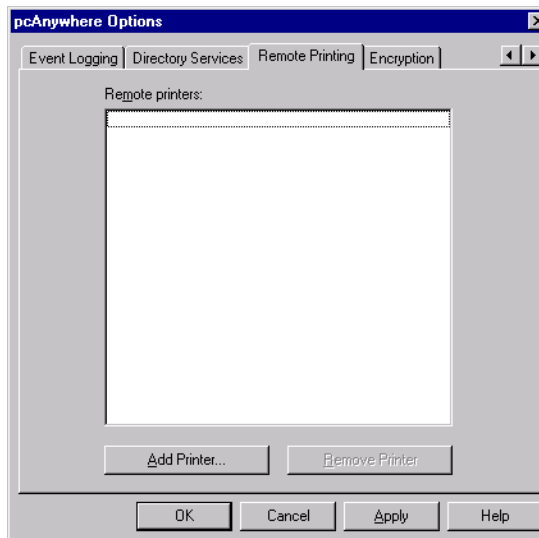 pcAnywhere Options
Event Logging Directory Services Remote Printing Encryption
Remote printers:
Add Printer... Remove Printer
OK Cancel Apply Help